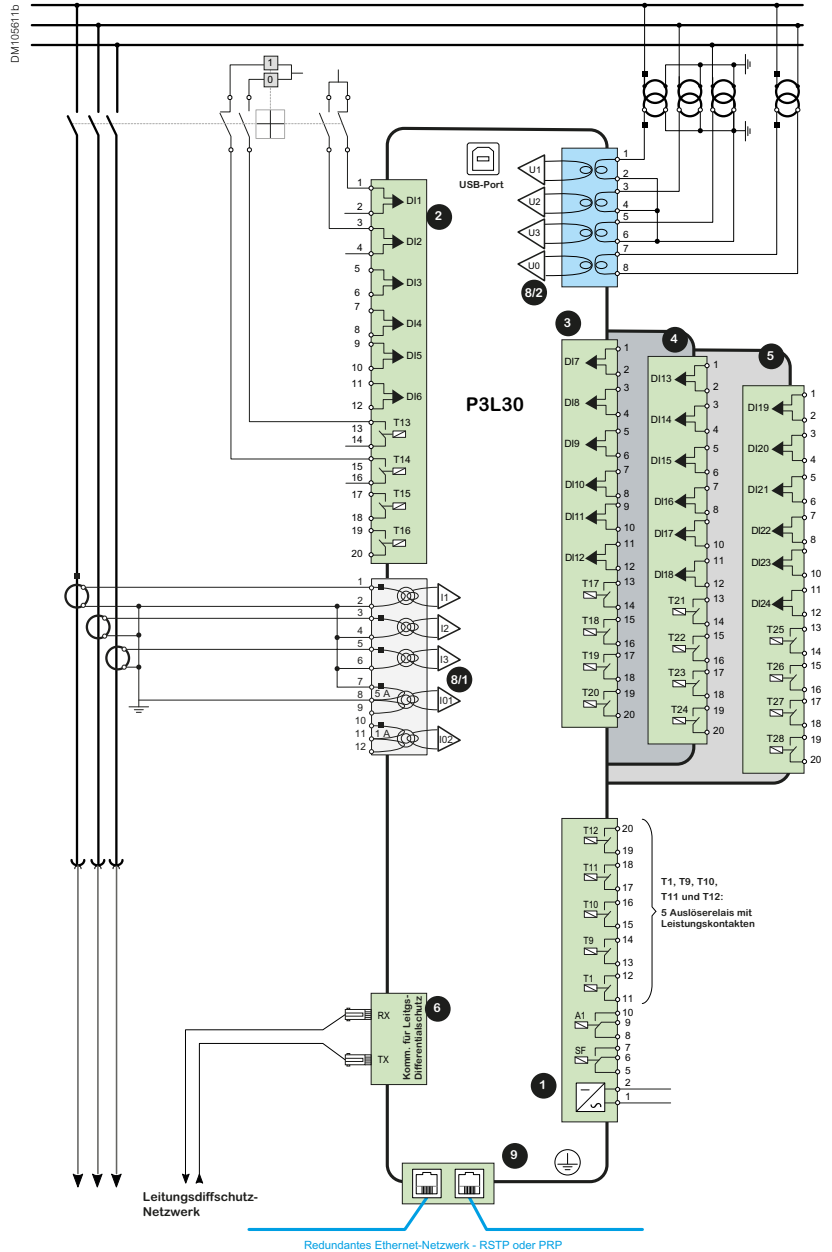 DM105611b
1
0
USB-Port
U1
U2
U3
U0
1
2
3
4
5
6
7
8
8/2
P3L30
2
1
2
3
4
5
6
7
8
9
10
11
12
13
14
15
16
17
18
19
20
DI1
DI2
DI3
DI4
DI5
DI6
T13
T14
T15
T16
3
DI7
DI8
DI9
DI10
DI11
DI12
T17
T18
T19
T20
1
2
3
4
5
6
7
8
9
10
11
12
13
14
15
16
17
18
19
20
4
DI13
DI14
DI15
DI16
DI17
DI18
T21
T22
T23
T24
1
2
3
4
5
6
7
8
10
11
12
13
14
15
16
17
18
19
20
5
DI19
DI20
DI21
DI22
DI23
DI24
T25
T26
T27
T28
1
2
3
4
5
6
7
8
10
11
12
13
14
15
16
17
18
19
20
1
2
3
4
5
6
7
8
9
10
11
12
5 A
1 A
I1
I2
I3
I01
I02
8/1
T12
T11
T10
T9
T1
A1
SF
20
19
18
17
16
15
14
13
12
11
10
9
8
7
6
5
2
1
T1, T9, T10,
T11 und T12:
5 Auslöserelais mit
Leistungskontakten
1
RX
TX
Komm. für Leitgs-
Differentialschutz
6
9
Leitungsdiffschutz-
Netzwerk
Redundantes Ethernet-Netzwerk - RSTP oder PRP